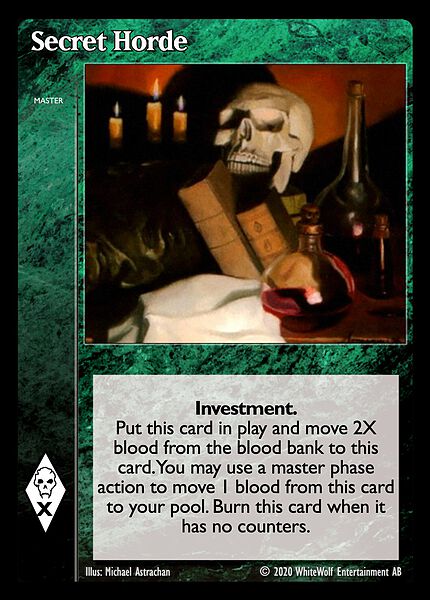 Secret Horde
MASTER
Investment.
Put this card in play and move 2X
blood from the blood bank to this
card.You may use a master phase
action to move 1 blood from this card
to your pool. Burn this card when it
has no counters.
X
Illus: Michael Astrachan
© 2020 WhiteWolf Entertainment AB